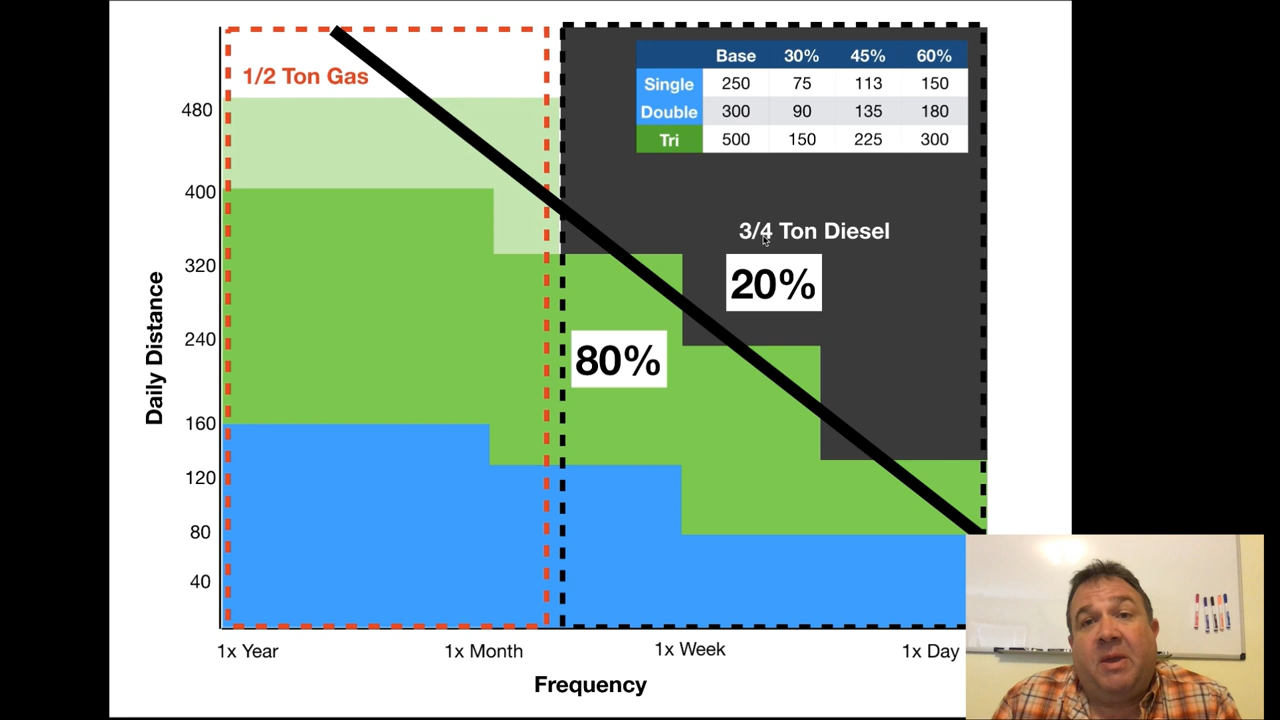 1/2 Ton Gas
Base 30% 45% 60%
Single 250 75 113 150
Double 300 90 135 180
Tri 500 150 225 300
3/4 Ton Diesel
20%
80%
Daily Distance
480
400
320
240
160
120
80
40
1x Year 1x Month 1x Week 1x Day
Frequency